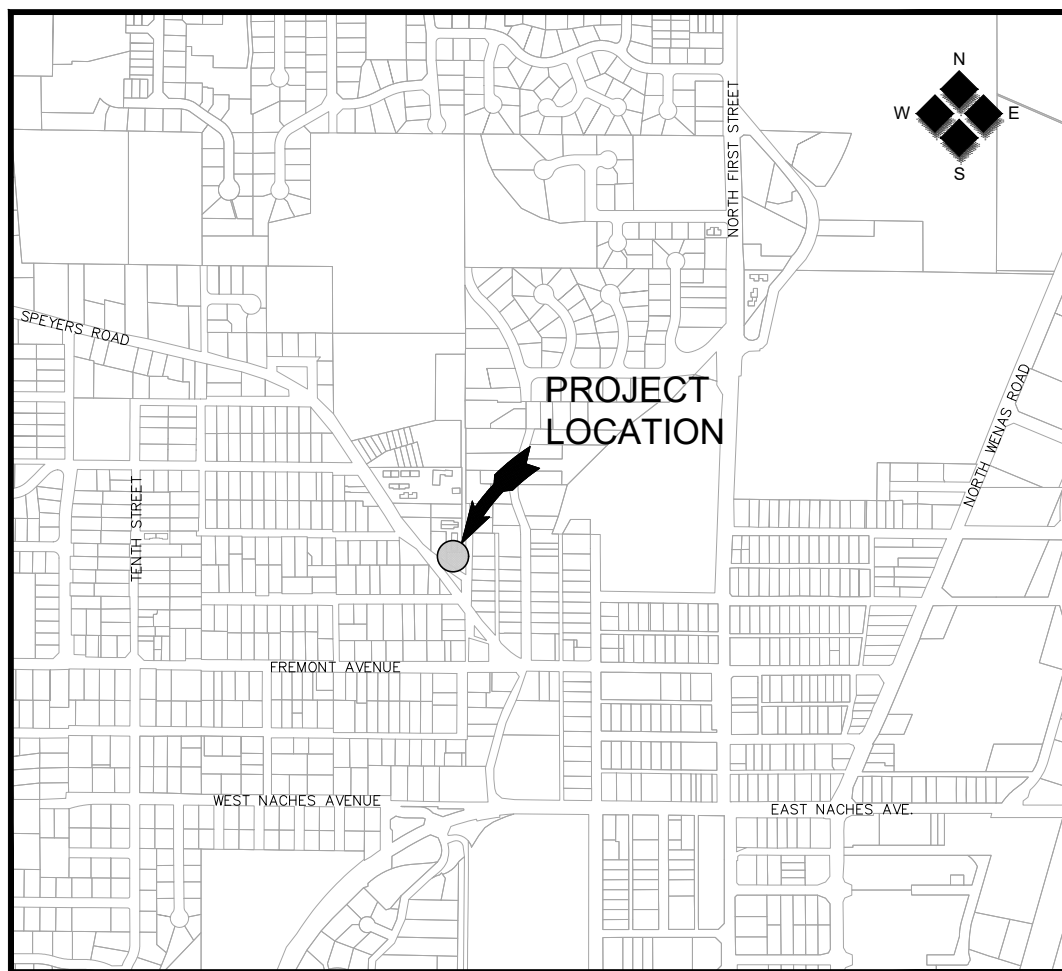 N
W E
S
NORTH FIRST STREET
SPEYERS ROAD
PROJECT
LOCATION
NORTH WENAS ROAD
TENTH STREET
FREMONT AVENUE
WEST NACHES AVENUE
EAST NACHES AVE.